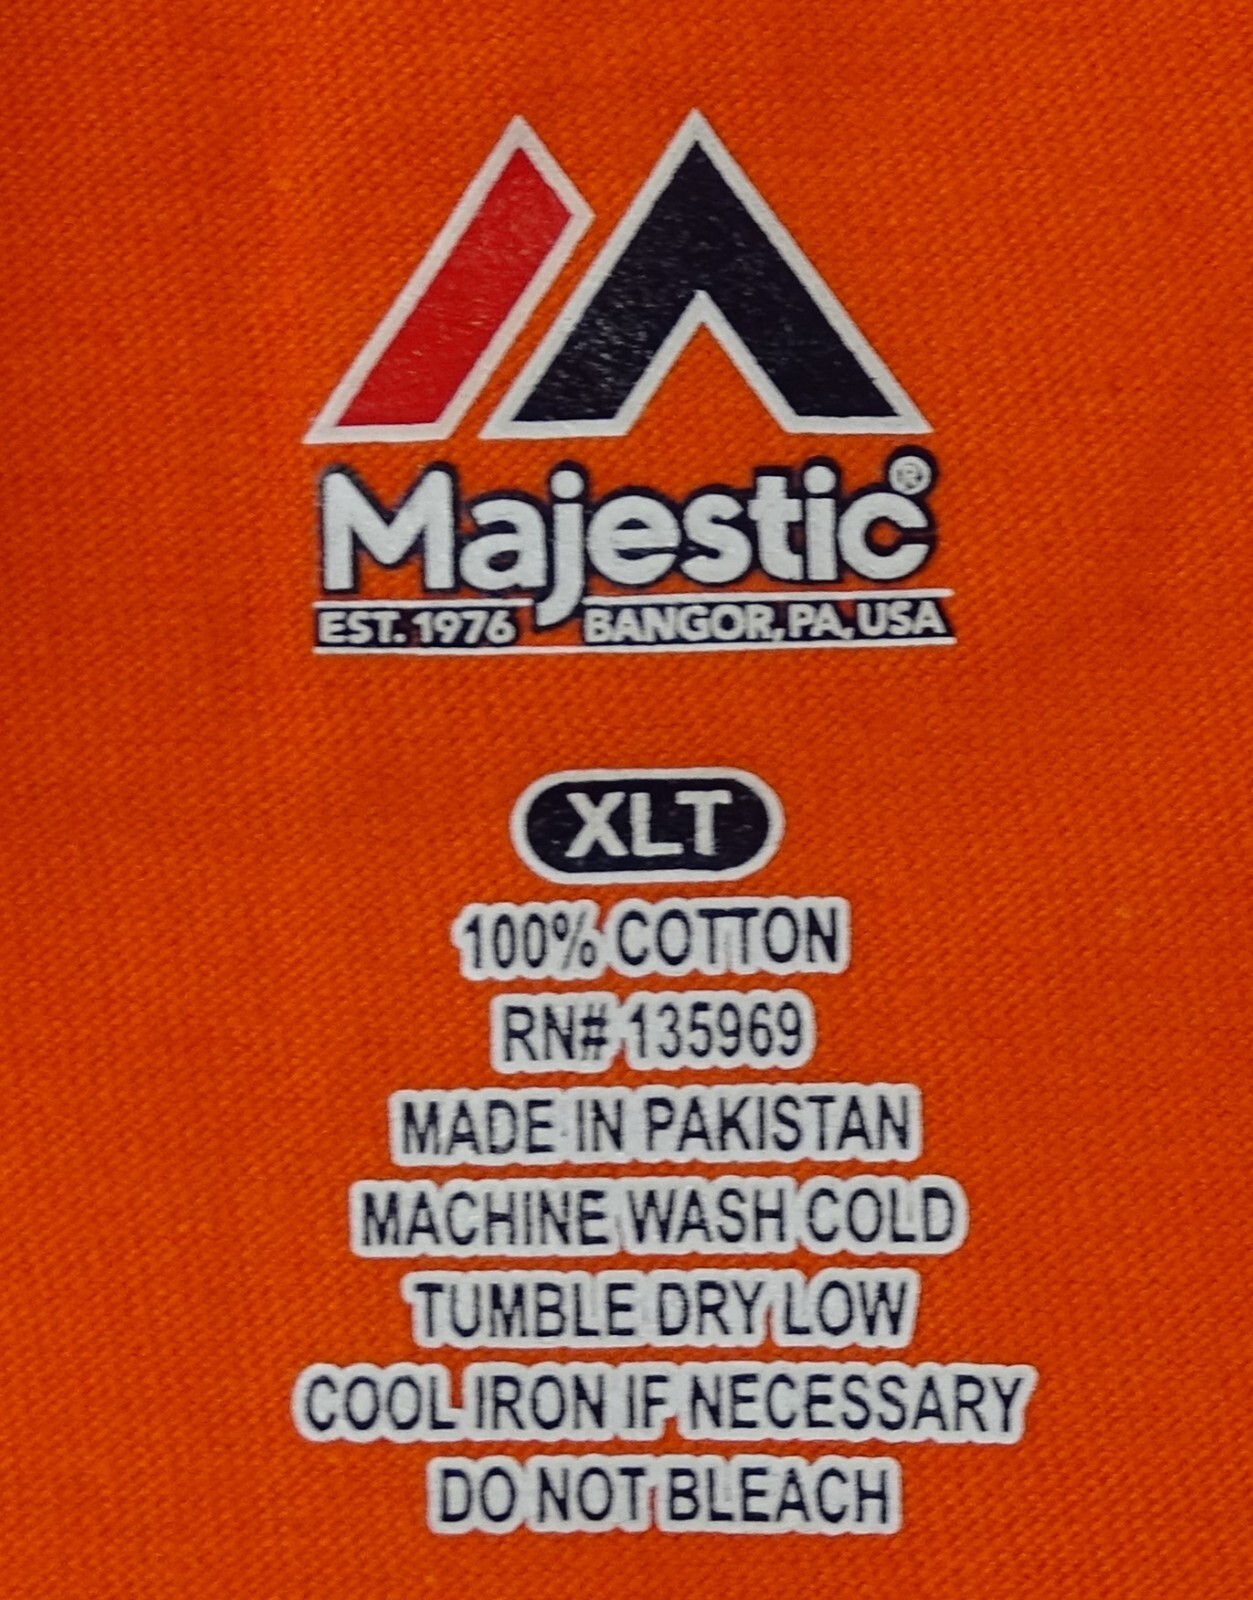 Majestic®
EST. 1976 BANGOR, PA, USA
XLT
100% COTTON
RN# 135969
MADE IN PAKISTAN
MACHINE WASH COLD
TUMBLE DRY LOW
COOL IRON IF NECESSARY
DO NOT BLEACH